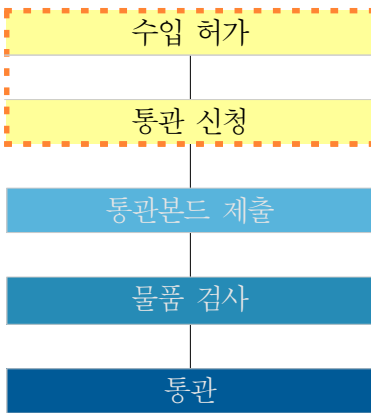 수입 허가
통관 신청
통관본드 제출
물품 검사
통관